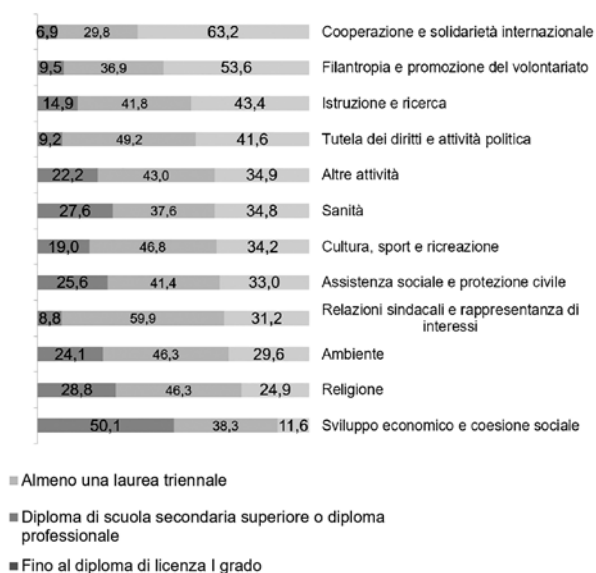 6,9 29,8 63,2 Cooperazione e solidarietà internazionale
9,5 36,9 53,6 Filantropia e promozione del volontariato
14,9 41,8 43,4 Istruzione e ricerca
9,2 49,2 41,6 Tutela dei diritti e attività politica
22,2 43,0 34,9 Altre attività
27,6 37,6 34,8 Sanità
19,0 46,8 34,2 Cultura, sport e ricreazione
25,6 41,4 33,0 Assistenza sociale e protezione civile
8,8 59,9 31,2 Relazioni sindacali e rappresentanza di
interessi
24,1 46,3 29,6 Ambiente
28,8 46,3 24,9 Religione
50,1 38,3 11,6 Sviluppo economico e coesione sociale
Almeno una laurea triennale
Diploma di scuola secondaria superiore o diploma
professionale
Fino al diploma di licenza I grado